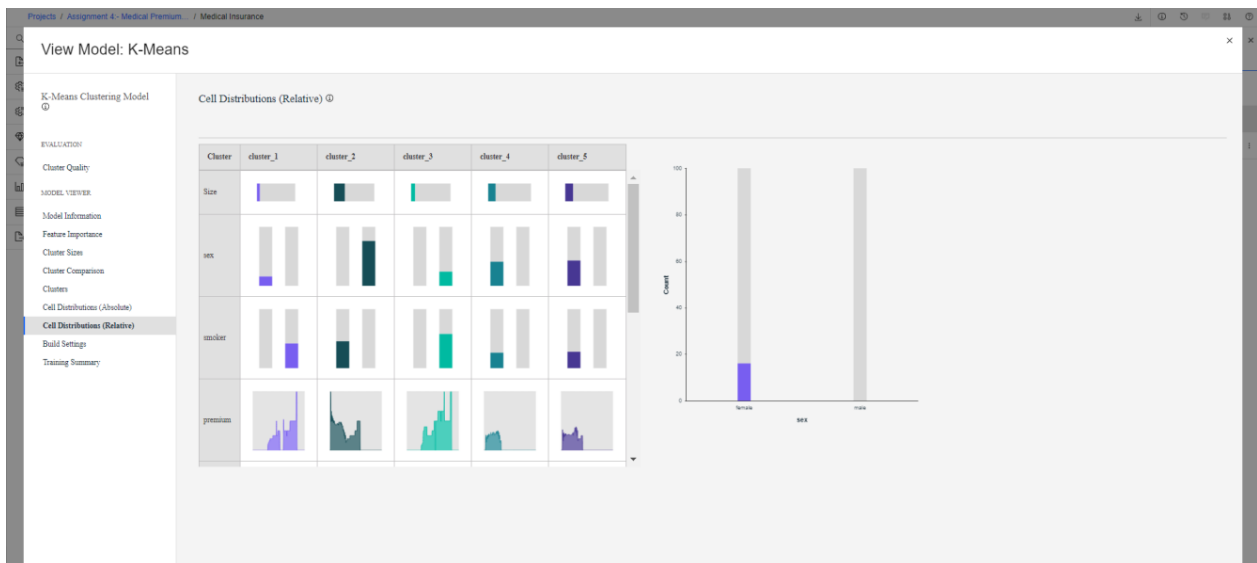 Projects / Assignment 4:- Medical Premium... / Medical Insurance
View Model: K-Means
K-Means Clustering Model
EVALUATION
Cluster Quality
MODEL VIEWER
Model Information
Feature Importance
Cluster Sizes
Cluster Comparison
Clusters
Cell Distributions (Absolute)
Cell Distributions (Relative)
Build Settings
Training Summary
Cell Distributions (Relative)
Cluster cluster_1 cluster_2 cluster_3 cluster_4 cluster_5
Size
sex
smoker
premium
100
80
60
40
20
0
Count
female male
sex